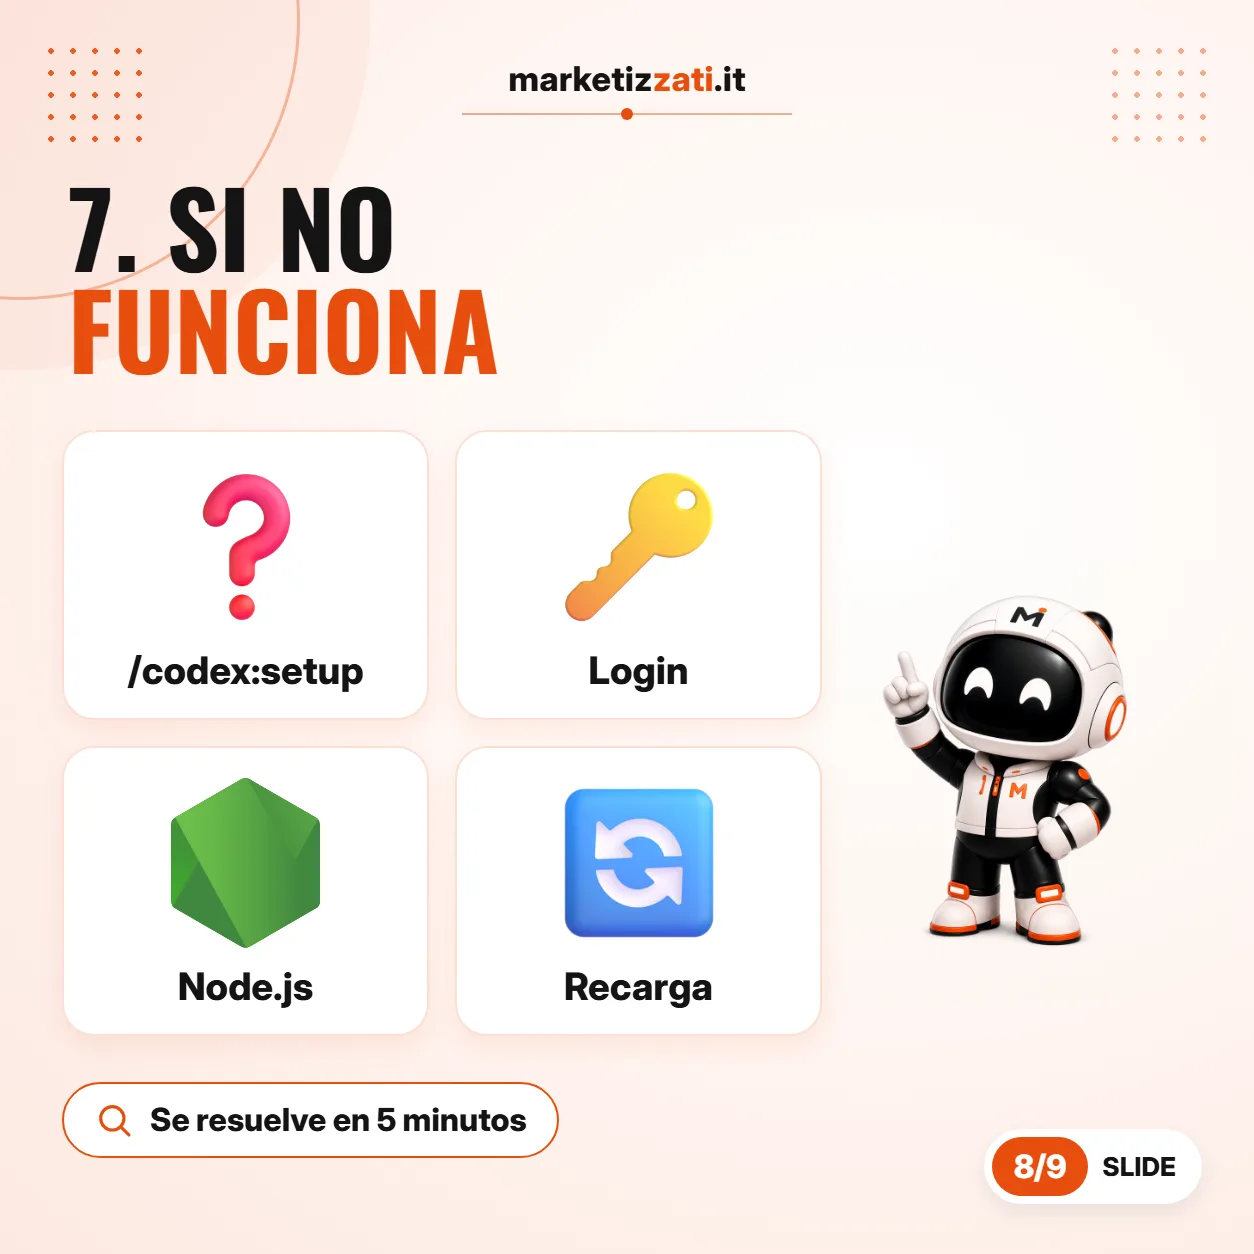 marketizzati.it
7. SI NO
FUNCIONA
/codex:setup
Login
Node.js
Recarga
Se resuelve en 5 minutos
8/9 SLIDE
M
M